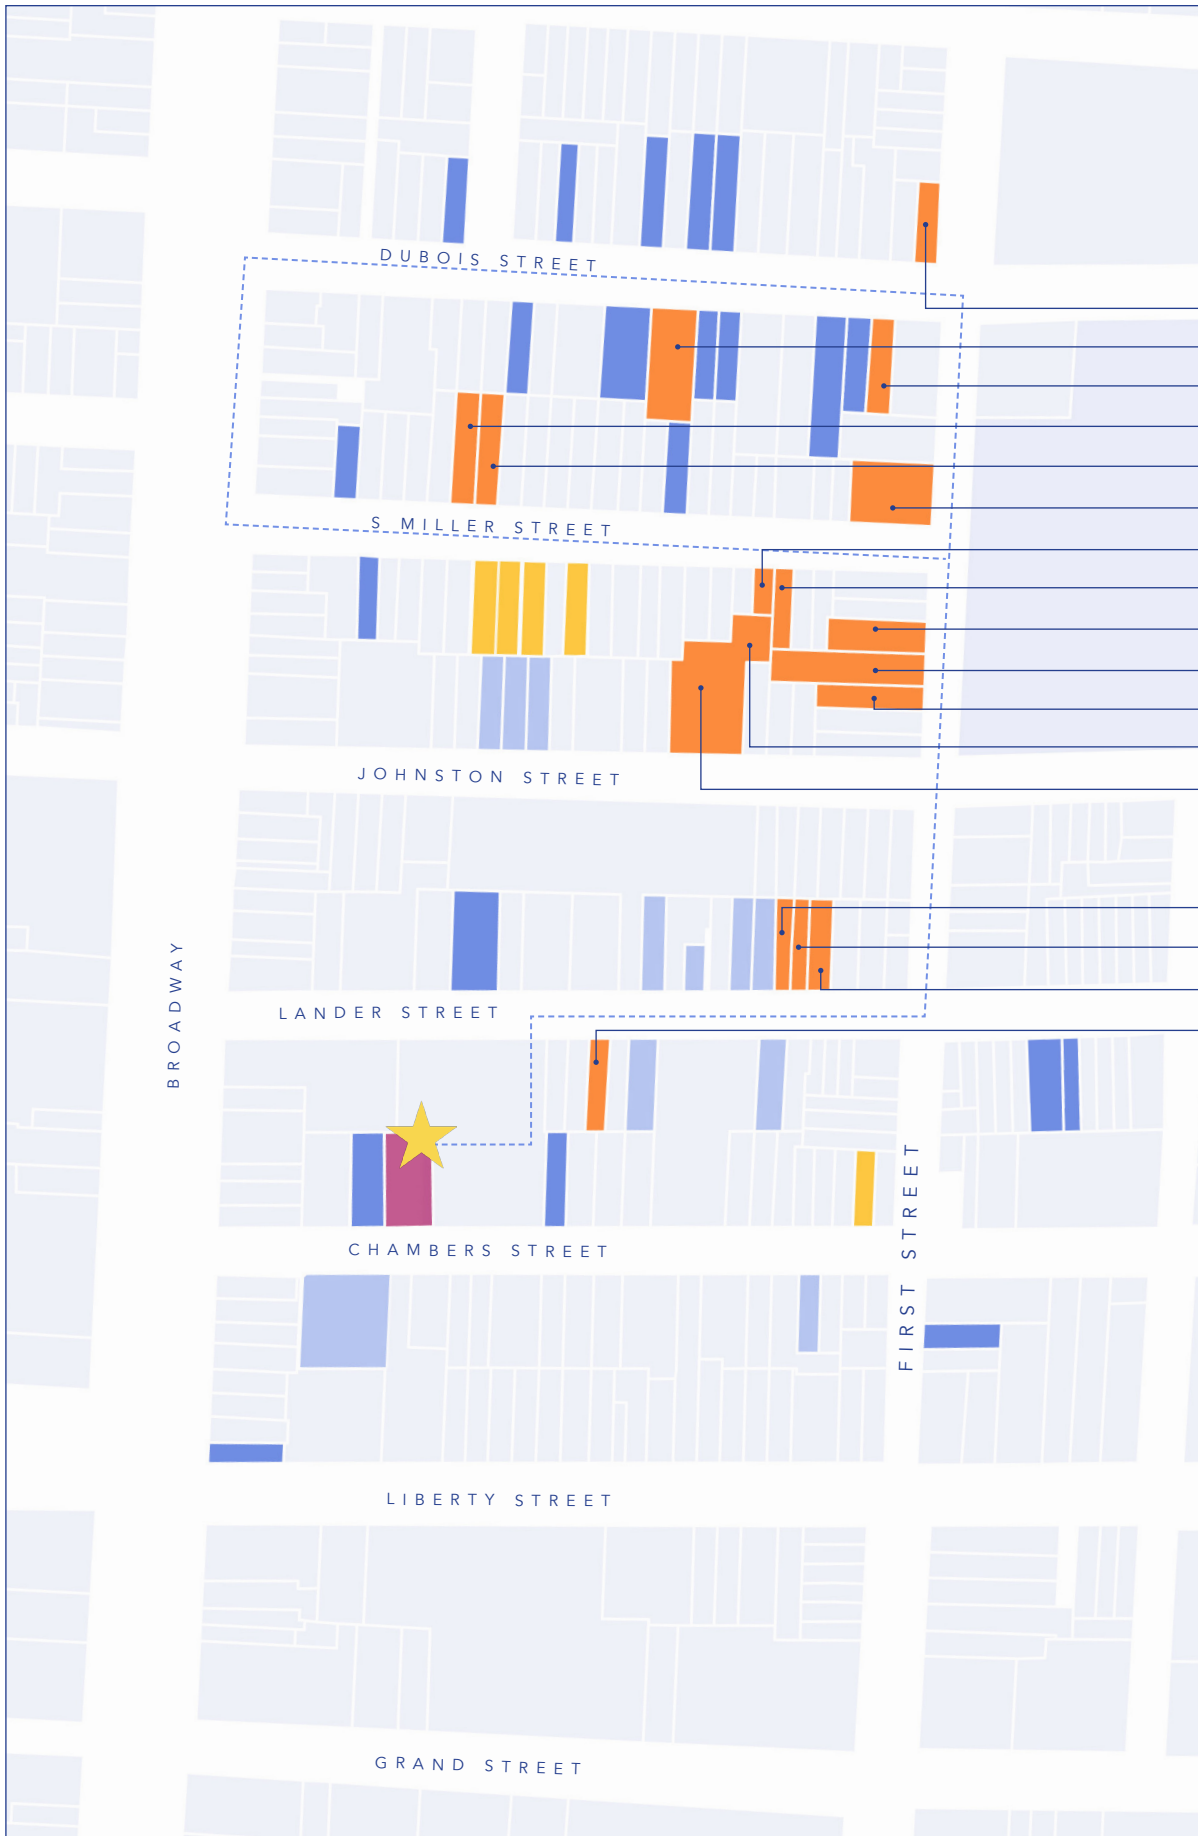 DUBOIS STREET
S MILLER STREET
JOHNSTON STREET
BROADWAY
LANDER STREET
FIRST STREET
CHAMBERS STREET
LIBERTY STREET
GRAND STREET